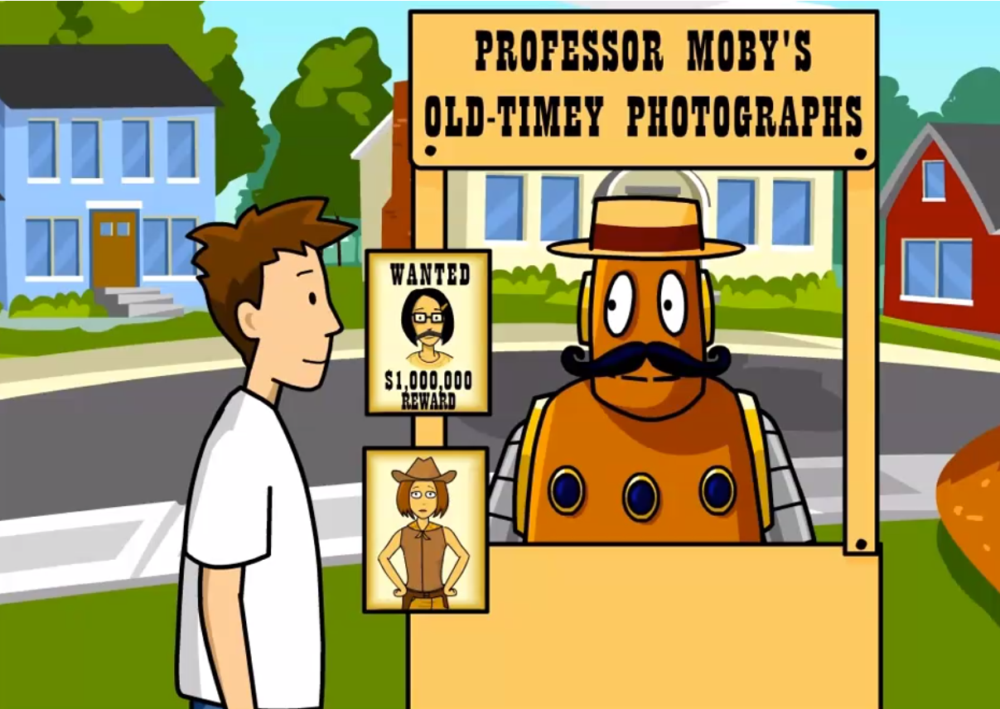 PROFESSOR MOBY'S
OLD-TIMEY PHOTOGRAPHS
WANTED
$1,000,000
REWARD